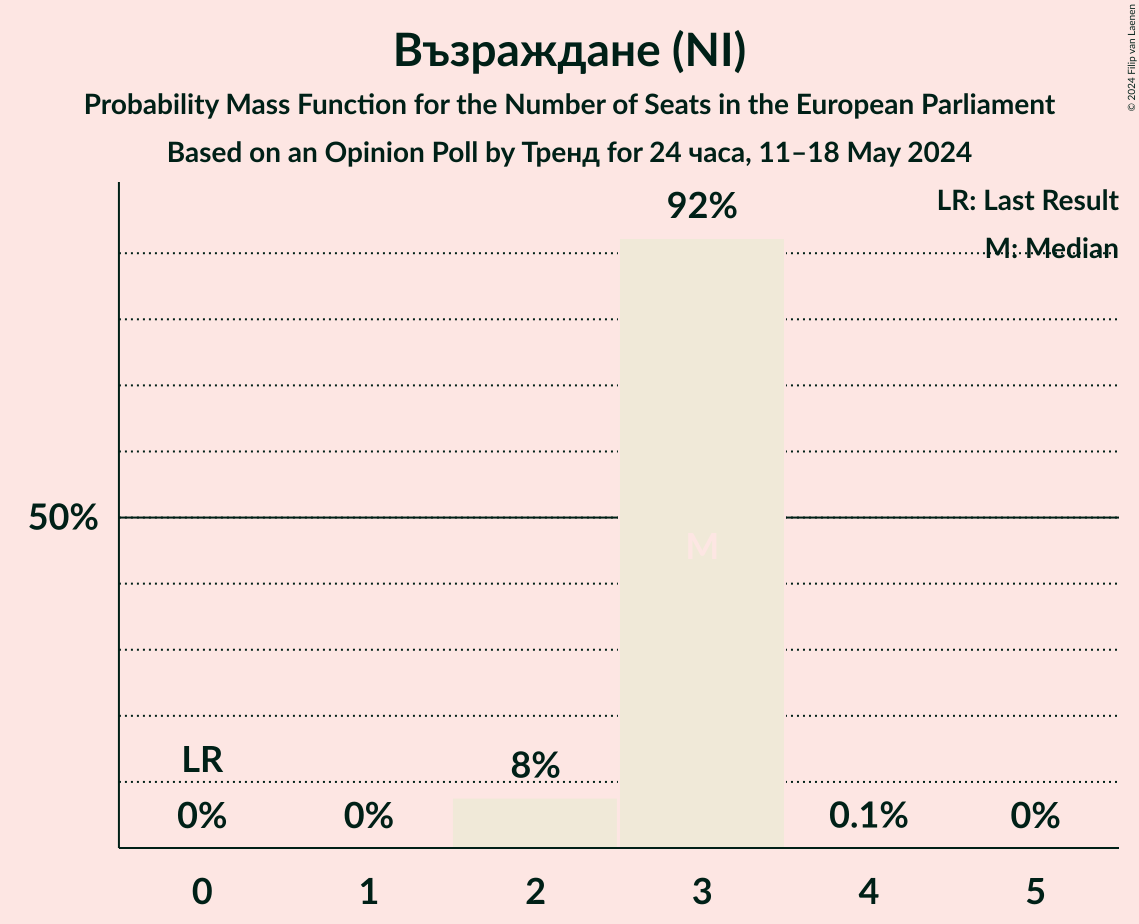 Възраждане (NI)
Probability Mass Function for the Number of Seats in the European Parliament
Based on an Opinion Poll by Тренд for 24 часа, 11–18 May 2024
© 2024 Filip van Laenen
LR: Last Result
M: Median
92%
50%
M
LR
8%
0% 0% 0.1% 0%
0 1 2 3 4 5